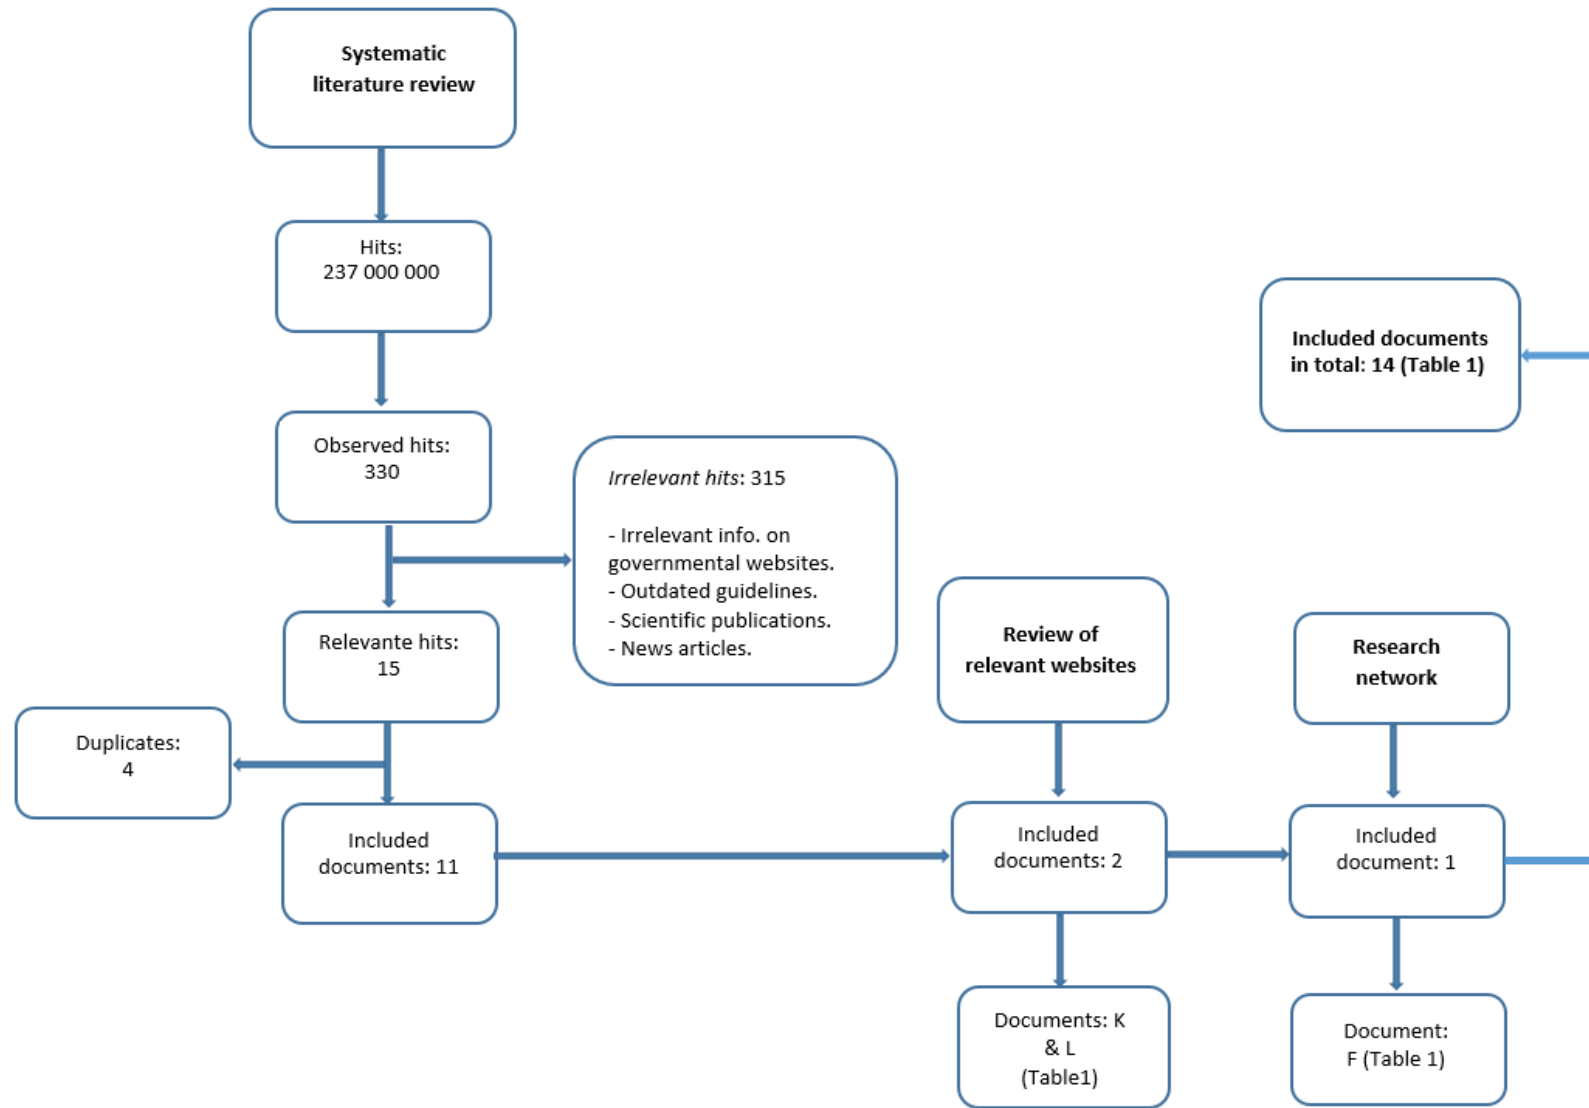 Systematic
literature review
Hits:
237 000 000
Observed hits:
330
Irrelevant hits: 315
- Irrelevant info. on
governmental websites.
- Outdated guidelines.
- Scientific publications.
- News articles.
Relevante hits:
15
Duplicates:
4
Included
documents: 11
Review of
relevant websites
Included
documents: 2
Documents: K
& L
(Table1)
Research
network
Included
document: 1
Document:
F (Table 1)
Included documents
in total: 14 (Table 1)